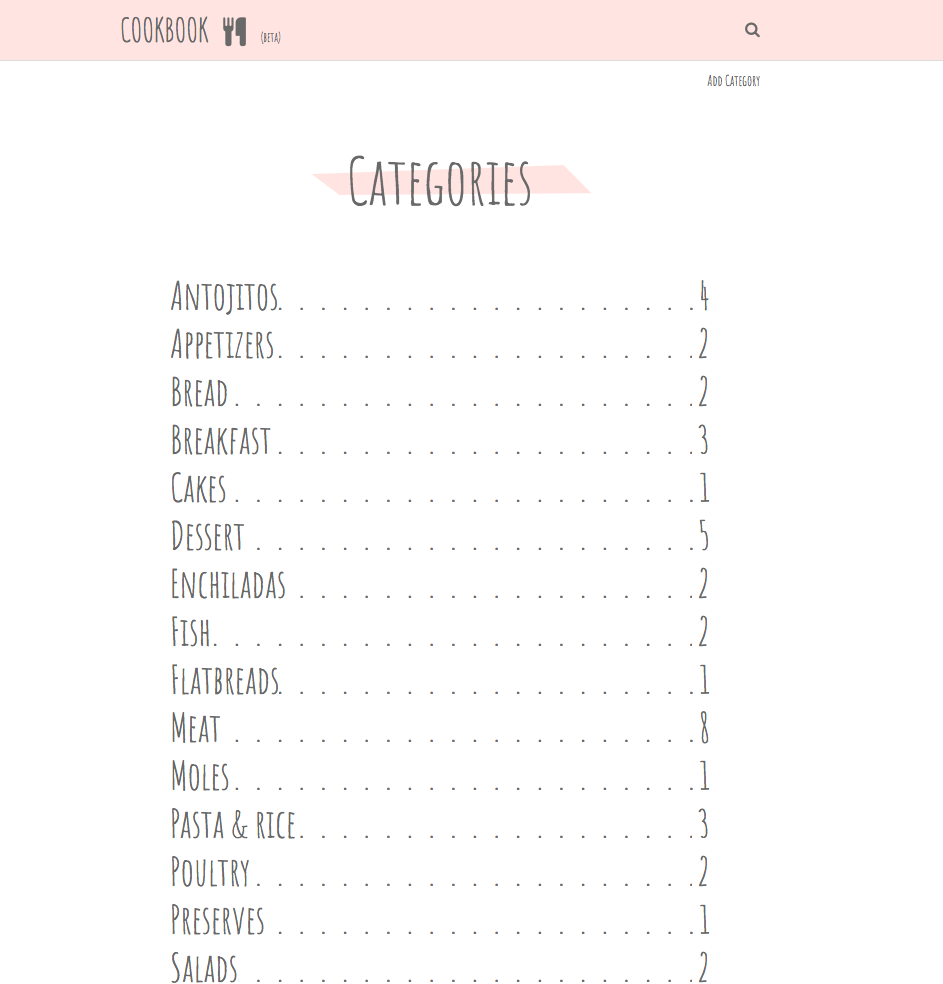 Cookbook (beta)
Add Category
Categories
Antojitos. . . . . . . . . . . . . . . . . . . . 4
Appetizers. . . . . . . . . . . . . . . . . . . . 2
Bread . . . . . . . . . . . . . . . . . . . . . . 2
Breakfast . . . . . . . . . . . . . . . . . . . . 3
Cakes . . . . . . . . . . . . . . . . . . . . . . 1
Dessert . . . . . . . . . . . . . . . . . . . . . 5
Enchiladas . . . . . . . . . . . . . . . . . . . 2
Fish. . . . . . . . . . . . . . . . . . . . . . . 2
Flatbreads. . . . . . . . . . . . . . . . . . . . 1
Meat . . . . . . . . . . . . . . . . . . . . . . 8
Moles . . . . . . . . . . . . . . . . . . . . . . 1
Pasta & rice. . . . . . . . . . . . . . . . . . . 3
Poultry . . . . . . . . . . . . . . . . . . . . . 2
Preserves . . . . . . . . . . . . . . . . . . . . 1
Salads . . . . . . . . . . . . . . . . . . . . . 2